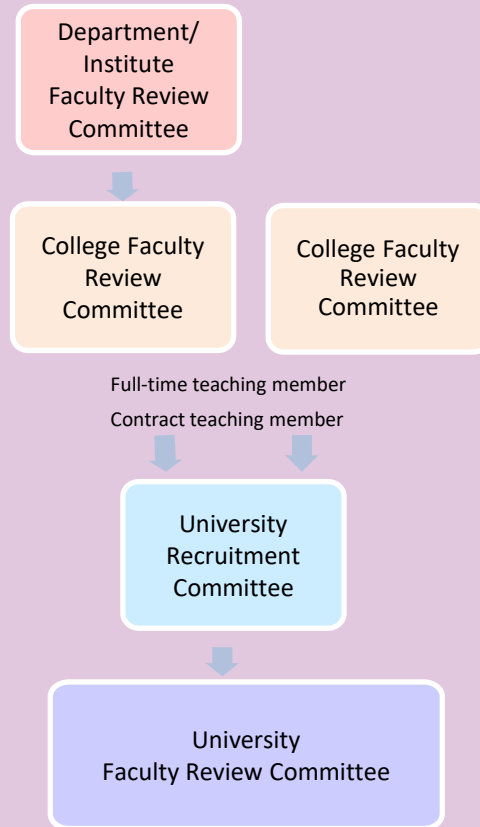 Department/
Institute
Faculty Review
Committee
College Faculty
Review
Committee
College Faculty
Review
Committee
Full-time teaching member
Contract teaching member
University
Recruitment
Committee
University
Faculty Review Committee